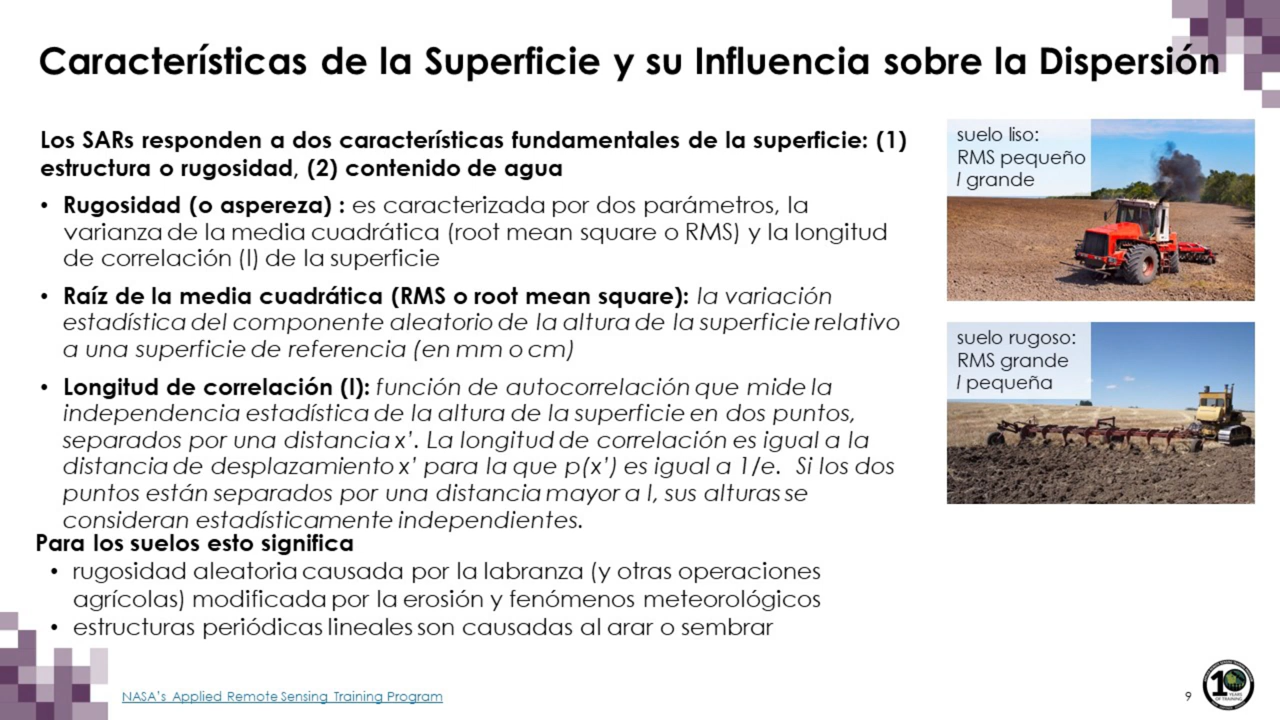 Características de la Superficie y su Influencia sobre la Dispersión
Los SARs responden a dos características fundamentales de la superficie: (1)
estructura o rugosidad, (2) contenido de agua
• Rugosidad (o aspereza) : es caracterizada por dos parámetros, la
varianza de la media cuadrática (root mean square o RMS) y la longitud
de correlación (l) de la superficie
• Raíz de la media cuadrática (RMS o root mean square): la variación
estadística del componente aleatorio de la altura de la superficie relativo
a una superficie de referencia (en mm o cm)
• Longitud de correlación (l): función de autocorrelación que mide la
independencia estadística de la altura de la superficie en dos puntos,
separados por una distancia x’. La longitud de correlación es igual a la
distancia de desplazamiento x’ para la que p(x’) es igual a 1/e. Si los dos
puntos están separados por una distancia mayor a l, sus alturas se
consideran estadísticamente independientes.
Para los suelos esto significa
• rugosidad aleatoria causada por la labranza (y otras operaciones
agrícolas) modificada por la erosión y fenómenos meteorológicos
• estructuras periódicas lineales son causadas al arar o sembrar
suelo liso:
RMS pequeño
l grande
suelo rugoso:
RMS grande
l pequeña
NASA’s Applied Remote Sensing Training Program
9
10
YEARS
OF TRAINING